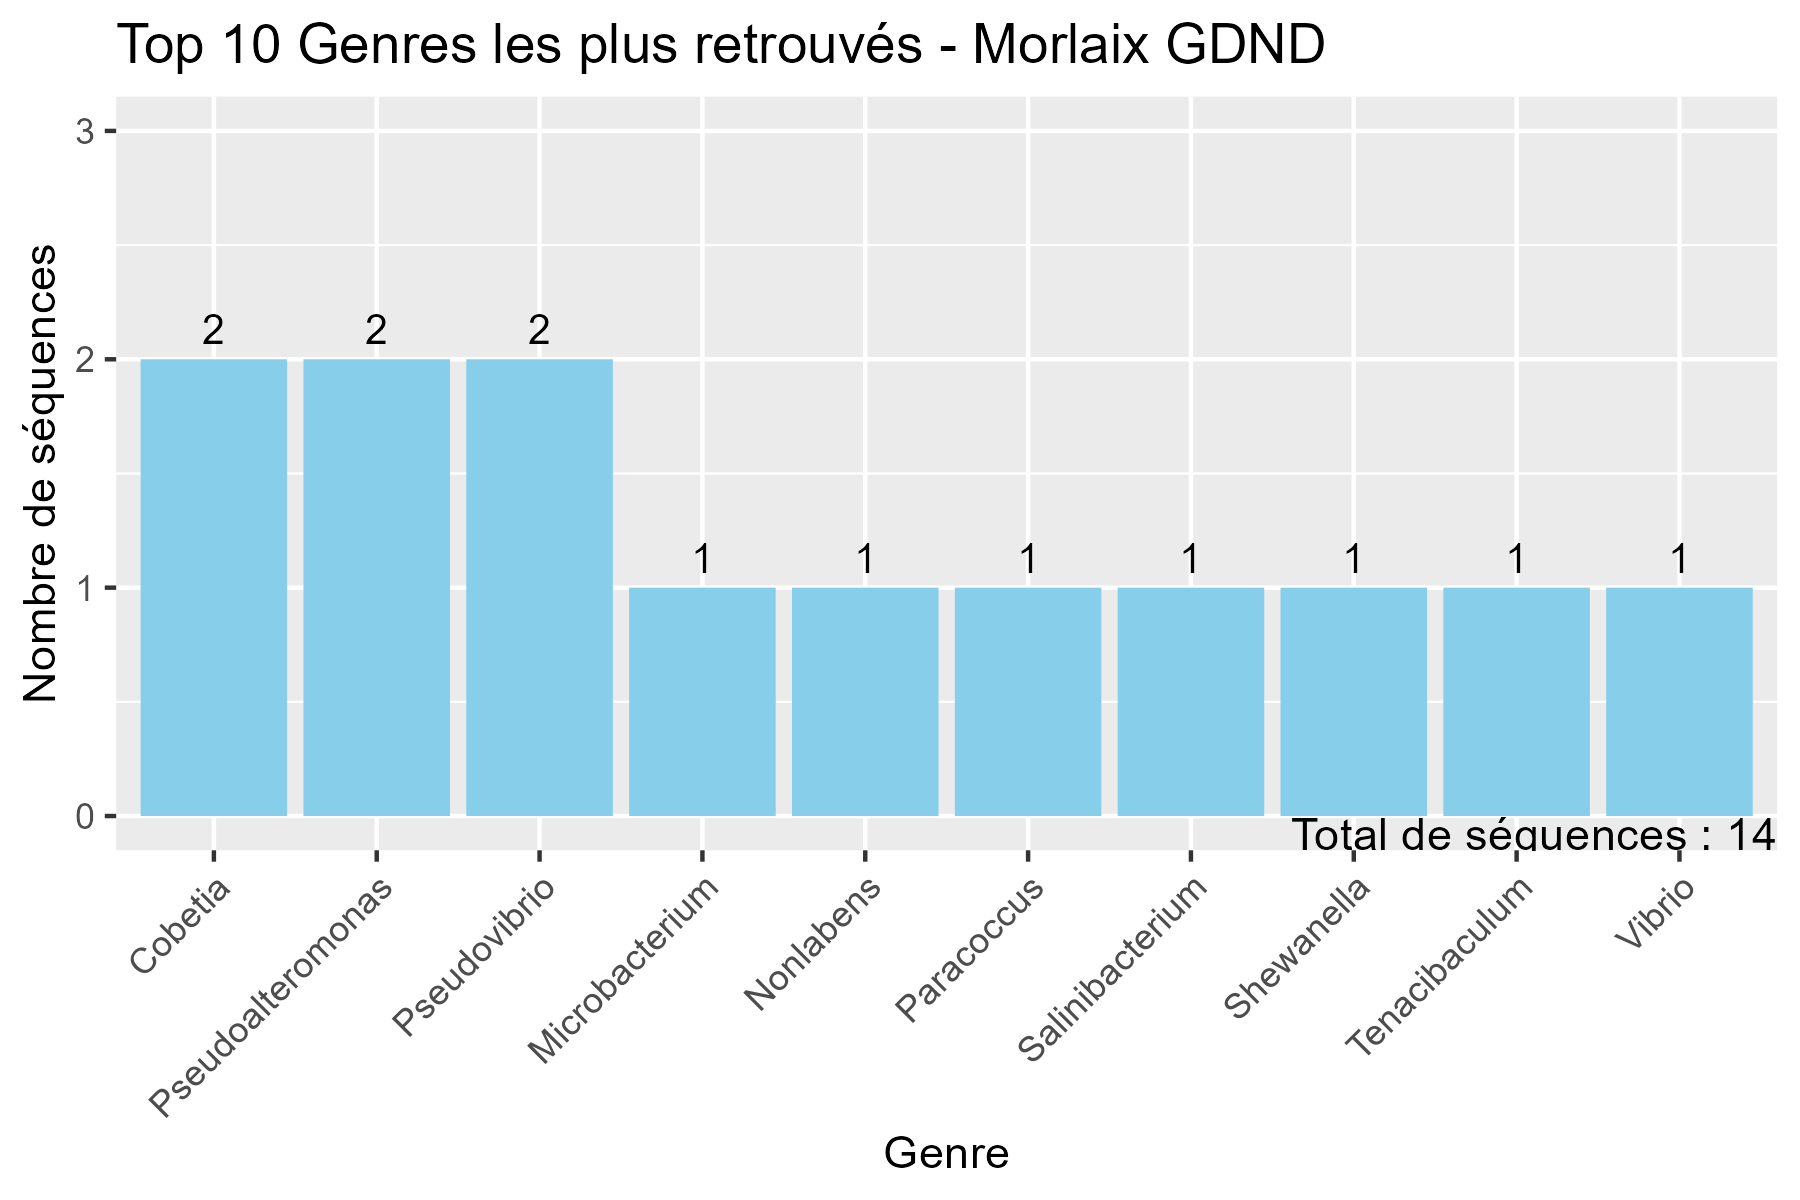 Top 10 Genres les plus retrouvés - Morlaix GDND
Nombre de séquences
3
2
1
0
2
2
2
1
1
1
1
1
1
1
Total de séquences : 14
Cobetia
Pseudoalteromonas
Pseudovibrio
Microbacterium
Nonlabens
Paracoccus
Salinibacterium
Shewanella
Tenacibaculum
Vibrio
Genre